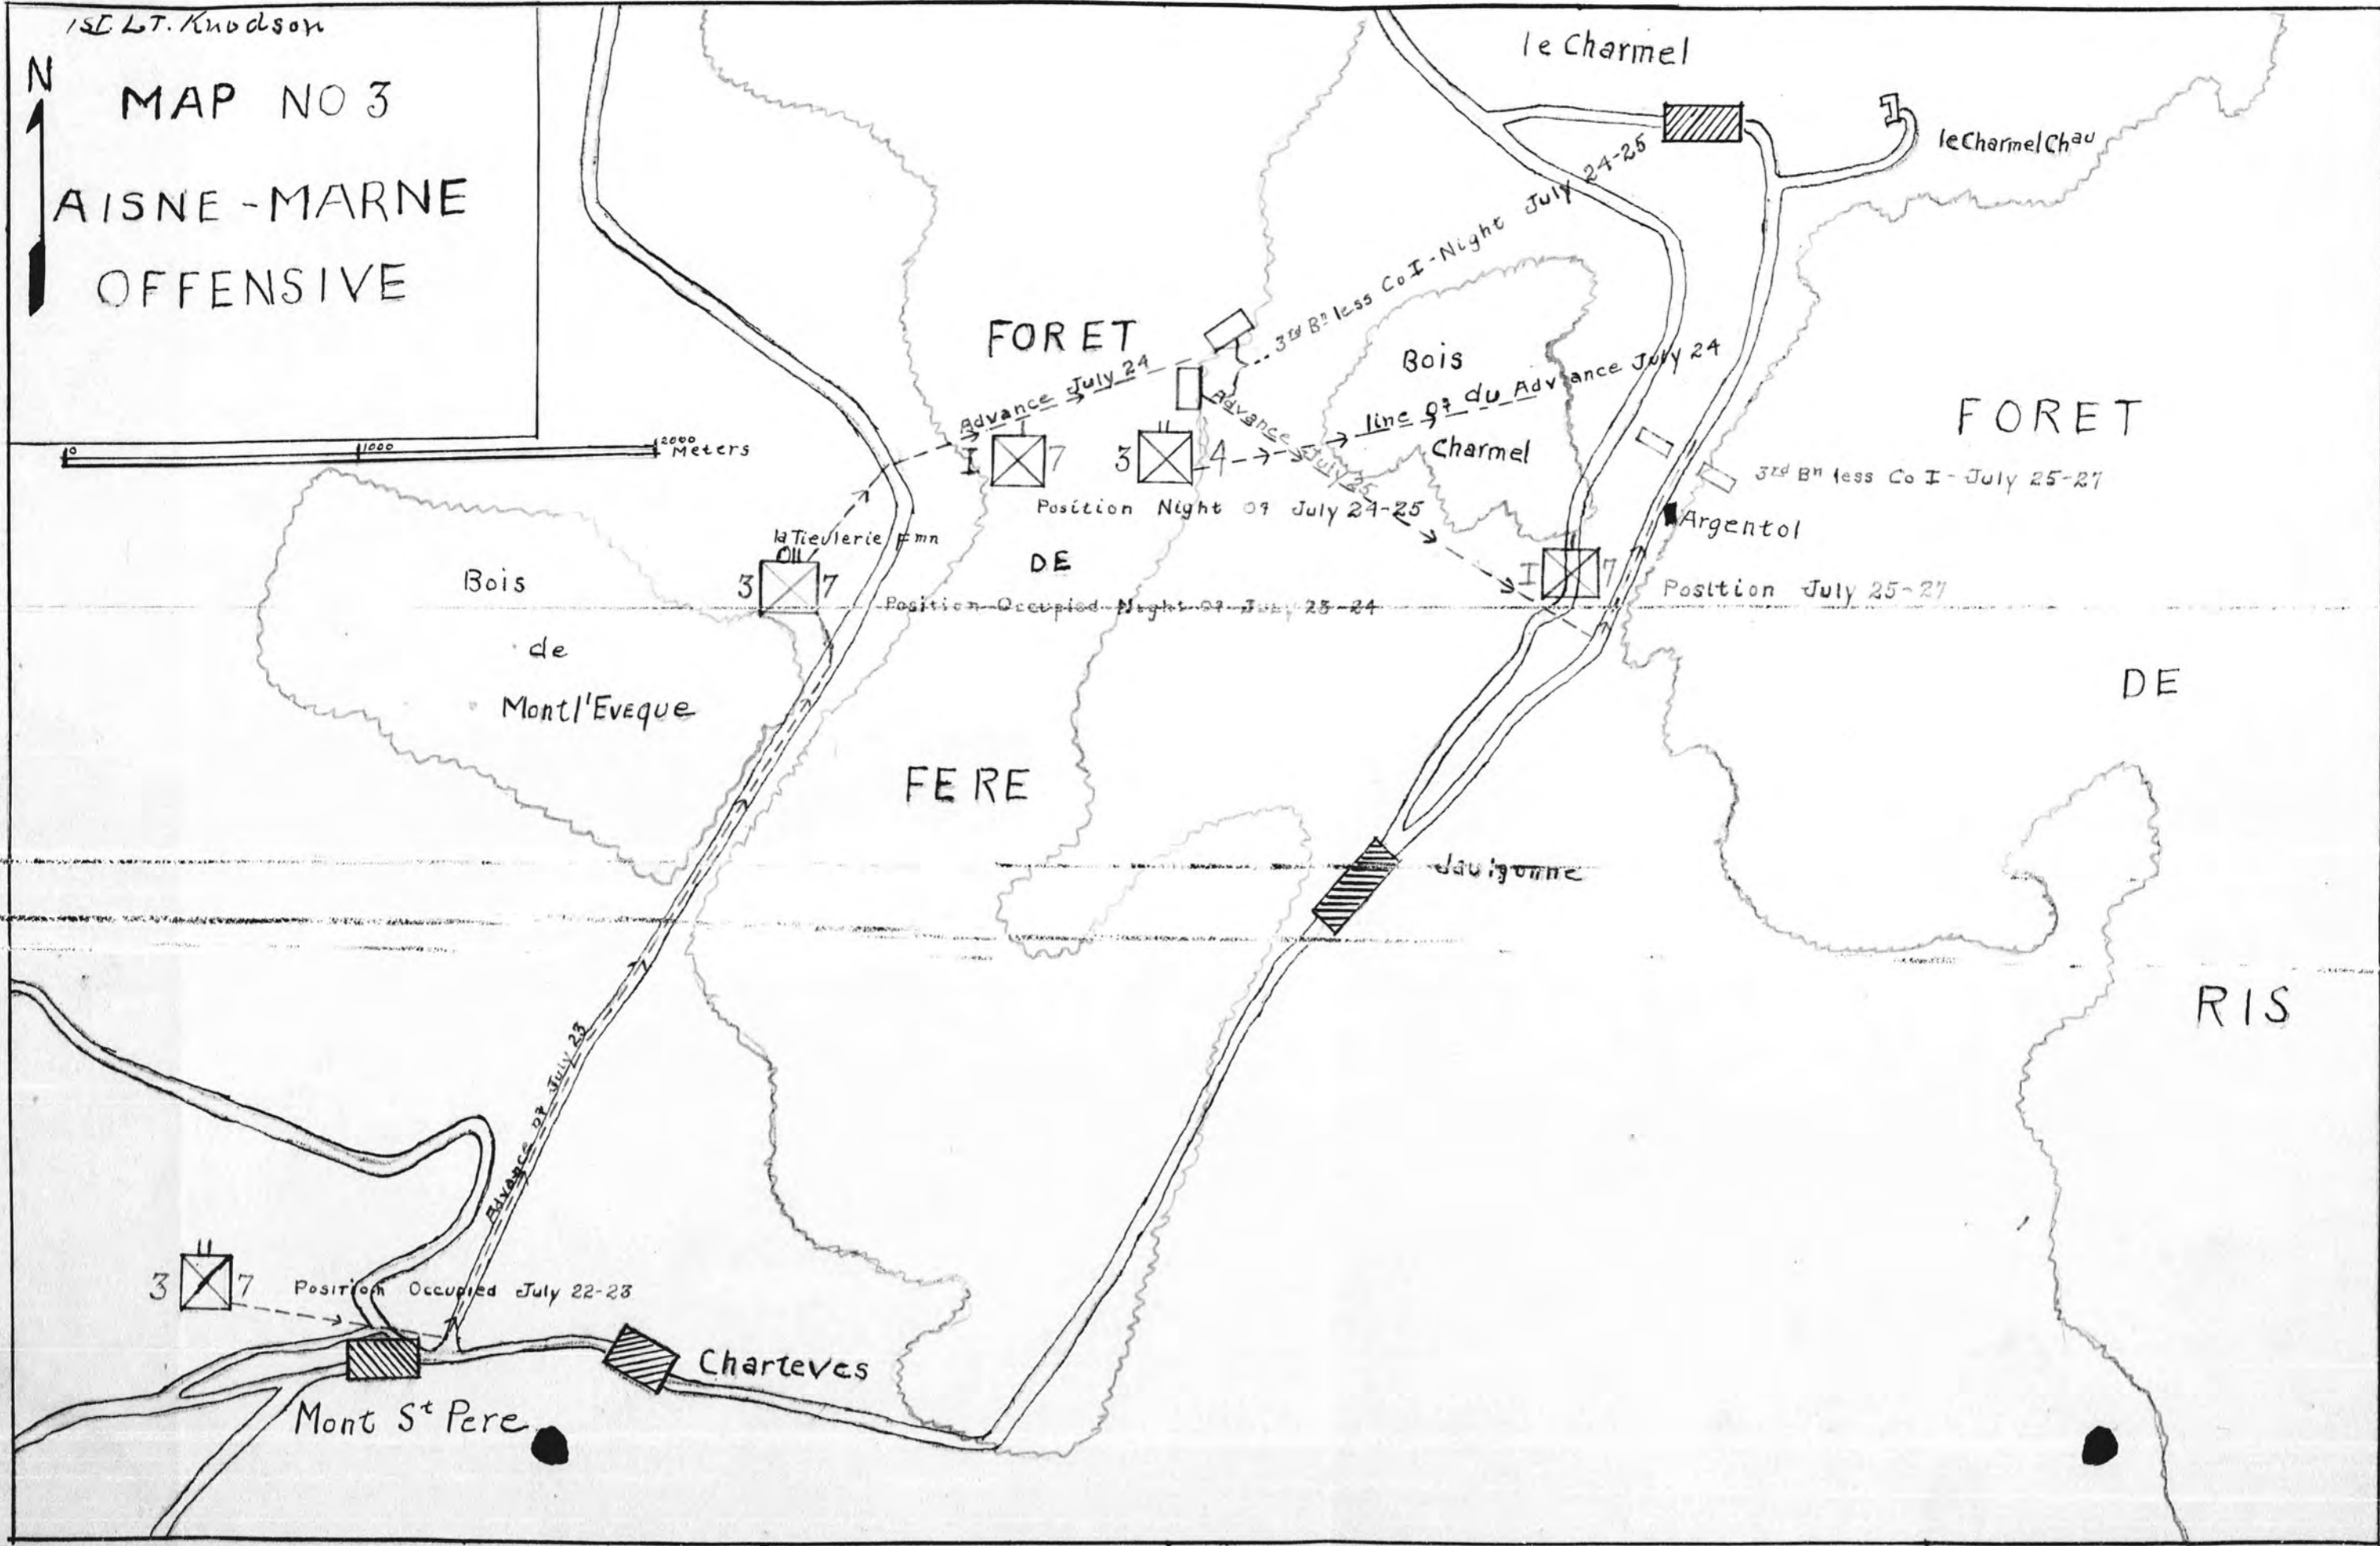 1st LT. Knudson
N
MAP NO 3
AISNE-MARNE
OFFENSIVE
0 1000 2000
Meters
le Charmel
le Charmel Chau
3rd Bn less Co I-Night July 24-25
FORET
Advance July 24
Bois
line of du Advance July 24
Charmel
Advance July 25
FORET
I 7
3 4
3rd Bn less Co I - July 25-27
Position Night of July 24-25
Argentol
la Tieulerie Fmn
DE
3 7
I 7
Position July 25-27
Position Occupied Night of July 23-24
Bois
de
Mont l'Eveque
DE
FERE
Jaulgonne
RIS
Advance of July 23
3 7
Position Occupied July 22-23
Charteves
Mont St Pere